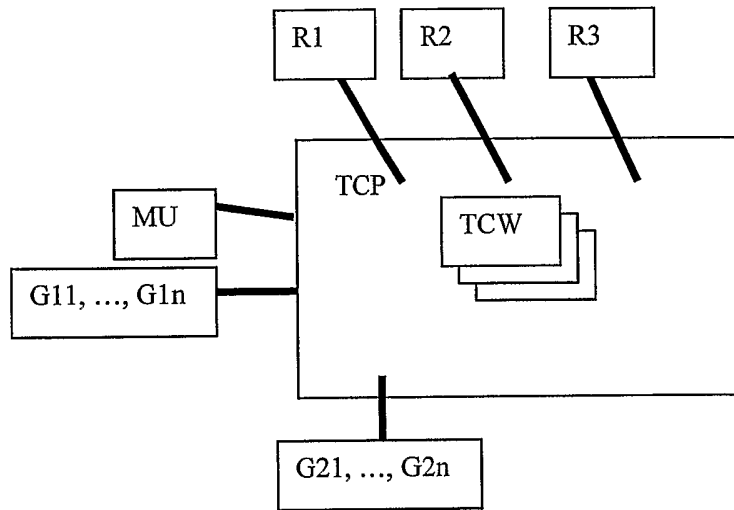 R1
R2
R3
TCP
MU
TCW
G11, ..., G1n
G21, ..., G2n